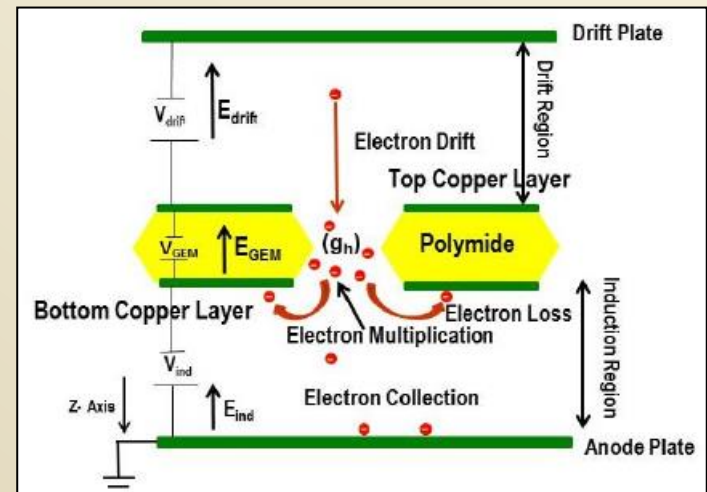 Drift Plate
V_drift
E_drift
Electron Drift
Drift Region
Top Copper Layer
V_GEM
E_GEM
(g_h)
Polymide
Bottom Copper Layer
Electron Loss
Electron Multiplication
Induction Region
V_ind
Z- Axis
E_ind
Electron Collection
Anode Plate